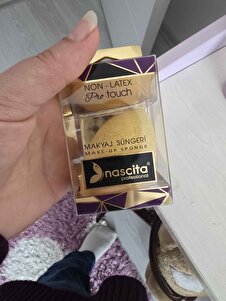 NON - LATEX
Pro touch
MAKYAJ SÜNGERİ
MAKE-UP SPONGE
nascita
professional